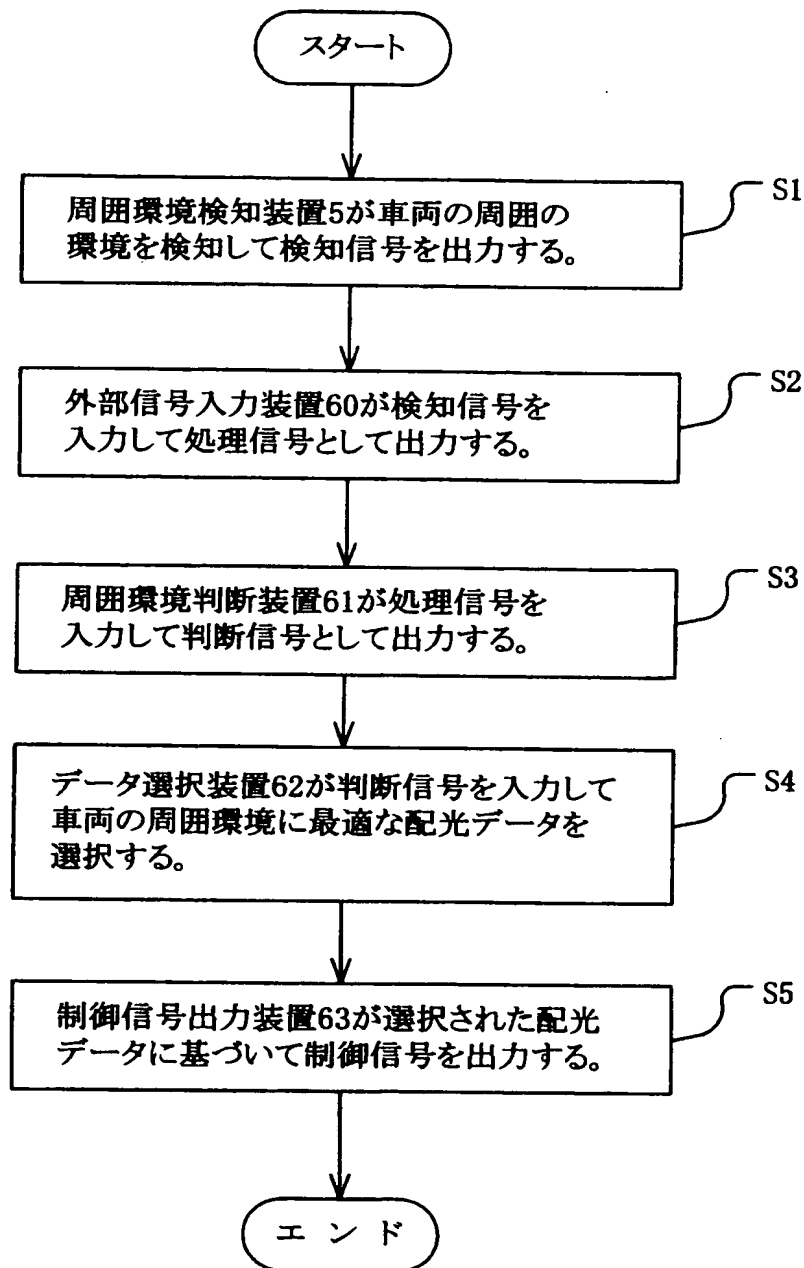 スタート
周囲環境検知装置5が車両の周囲の
環境を検知して検知信号を出力する。
S1
外部信号入力装置60が検知信号を
入力して処理信号として出力する。
S2
周囲環境判断装置61が処理信号を
入力して判断信号として出力する。
S3
データ選択装置62が判断信号を入力して
車両の周囲環境に最適な配光データを
選択する。
S4
制御信号出力装置63が選択された配光
データに基づいて制御信号を出力する。
S5
エンド